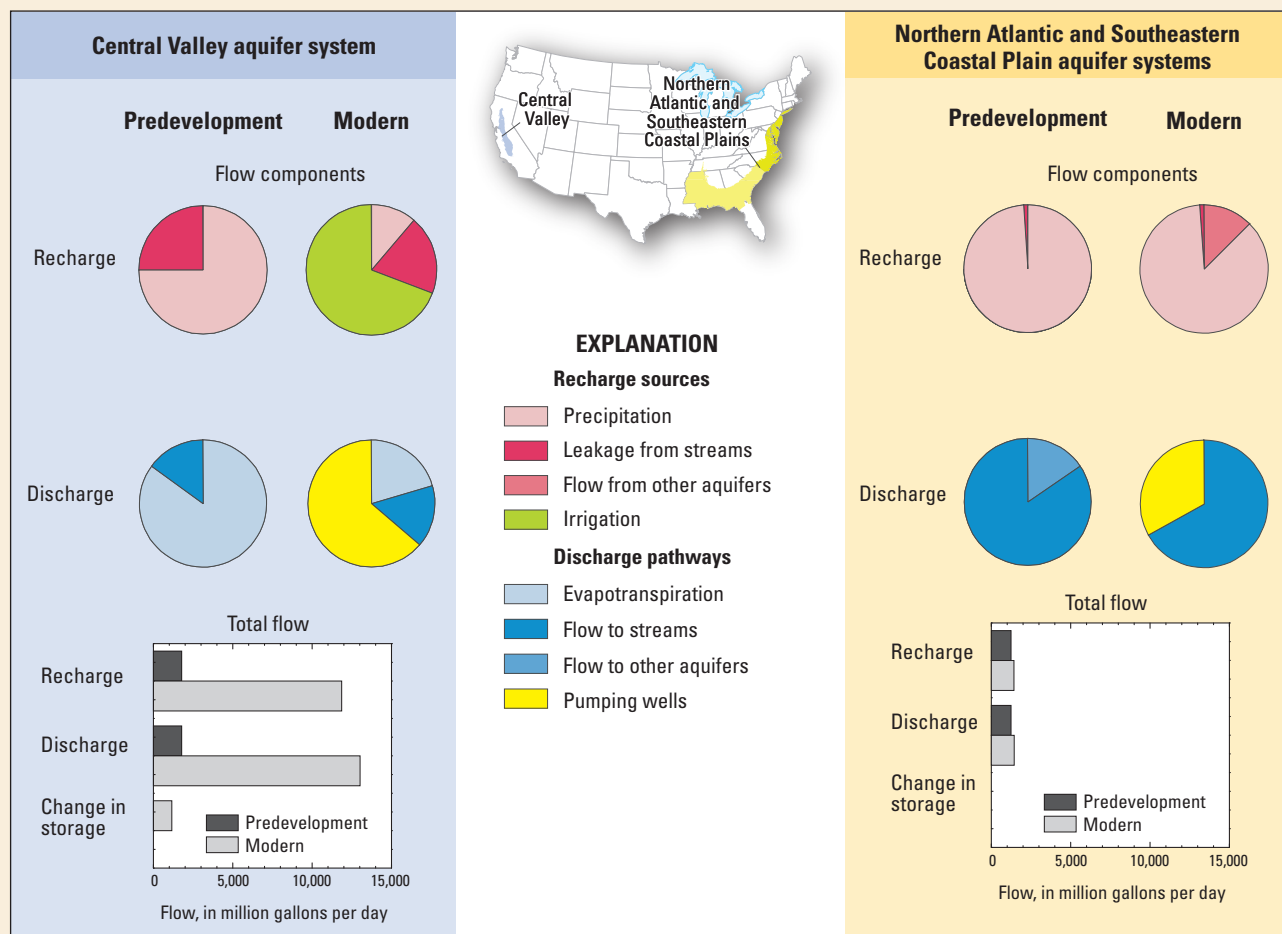 Central Valley aquifer system
Predevelopment
Modern
Flow components
Recharge
Discharge
Total flow
Recharge
Discharge
Change in
storage
Predevelopment
Modern
0
5,000
10,000
15,000
Flow, in million gallons per day
Central
Valley
Northern
Atlantic and
Southeastern
Coastal Plains
EXPLANATION
Recharge sources
Precipitation
Leakage from streams
Flow from other aquifers
Irrigation
Discharge pathways
Evapotranspiration
Flow to streams
Flow to other aquifers
Pumping wells
Northern Atlantic and Southeastern
Coastal Plain aquifer systems
Predevelopment
Modern
Flow components
Recharge
Discharge
Total flow
Recharge
Discharge
Change in
storage
Predevelopment
Modern
0
5,000
10,000
15,000
Flow, in million gallons per day